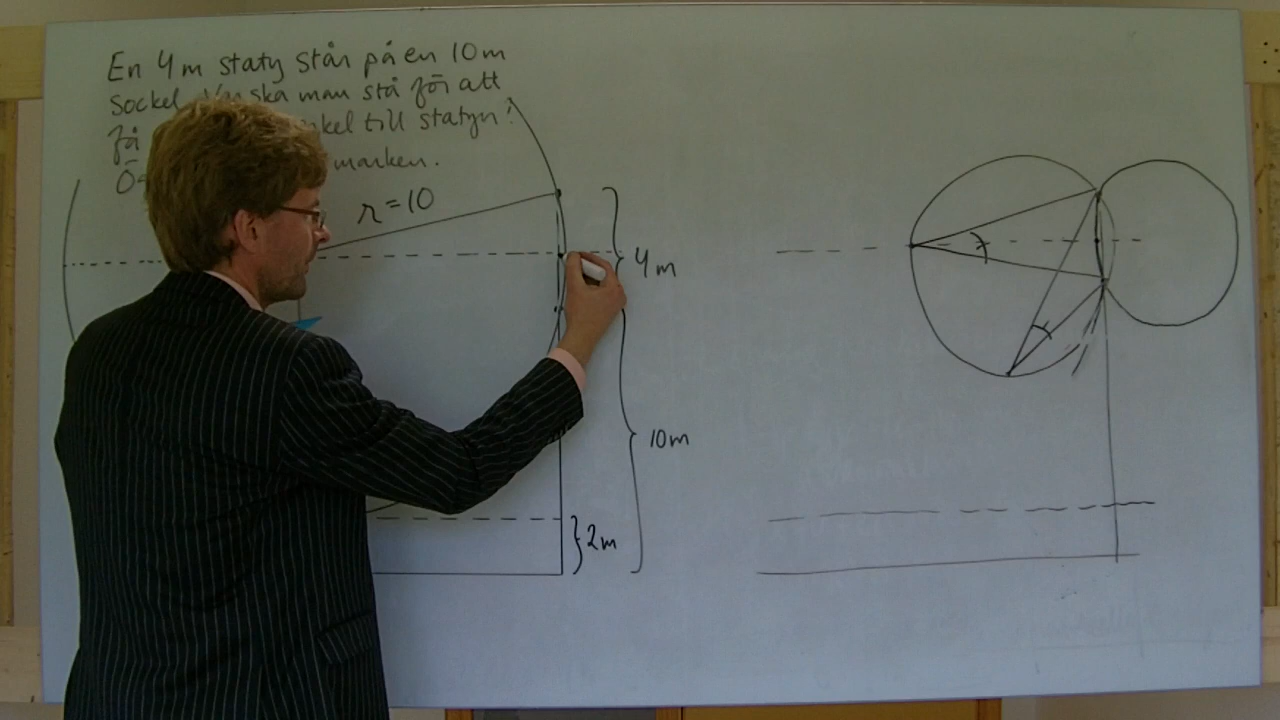 En 4m staty står på en 10m
Sockel. ska man stå för att
få till statyn?
marken.
r=10
4m
10m
2m